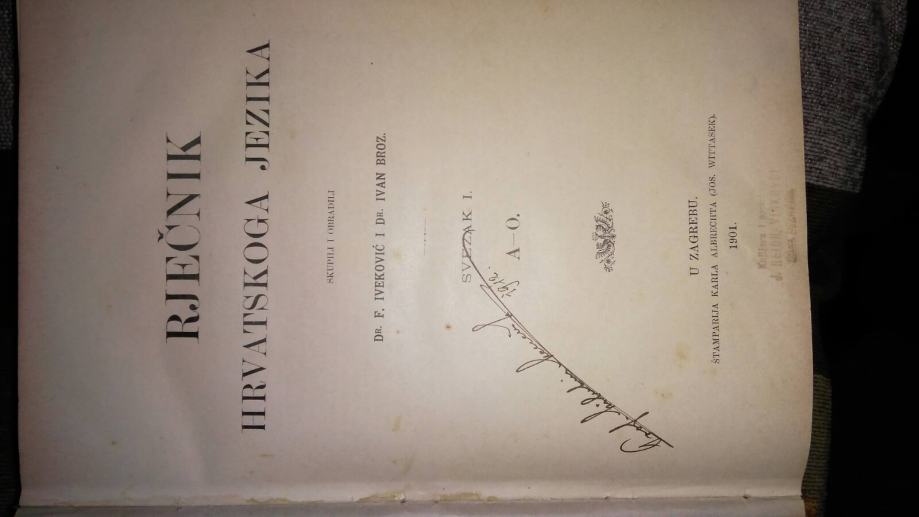 RJEČNIK
HRVATSKOGA JEZIKA
SKUPILI I OBRADILI
DR. F. IVEKOVIĆ I DR. IVAN BROZ.
SVEZAK I.
A—O.
U ZAGREBU.
ŠTAMPARIJA KARLA ALBRECHTA (JOS. WITTASEK).
1901.